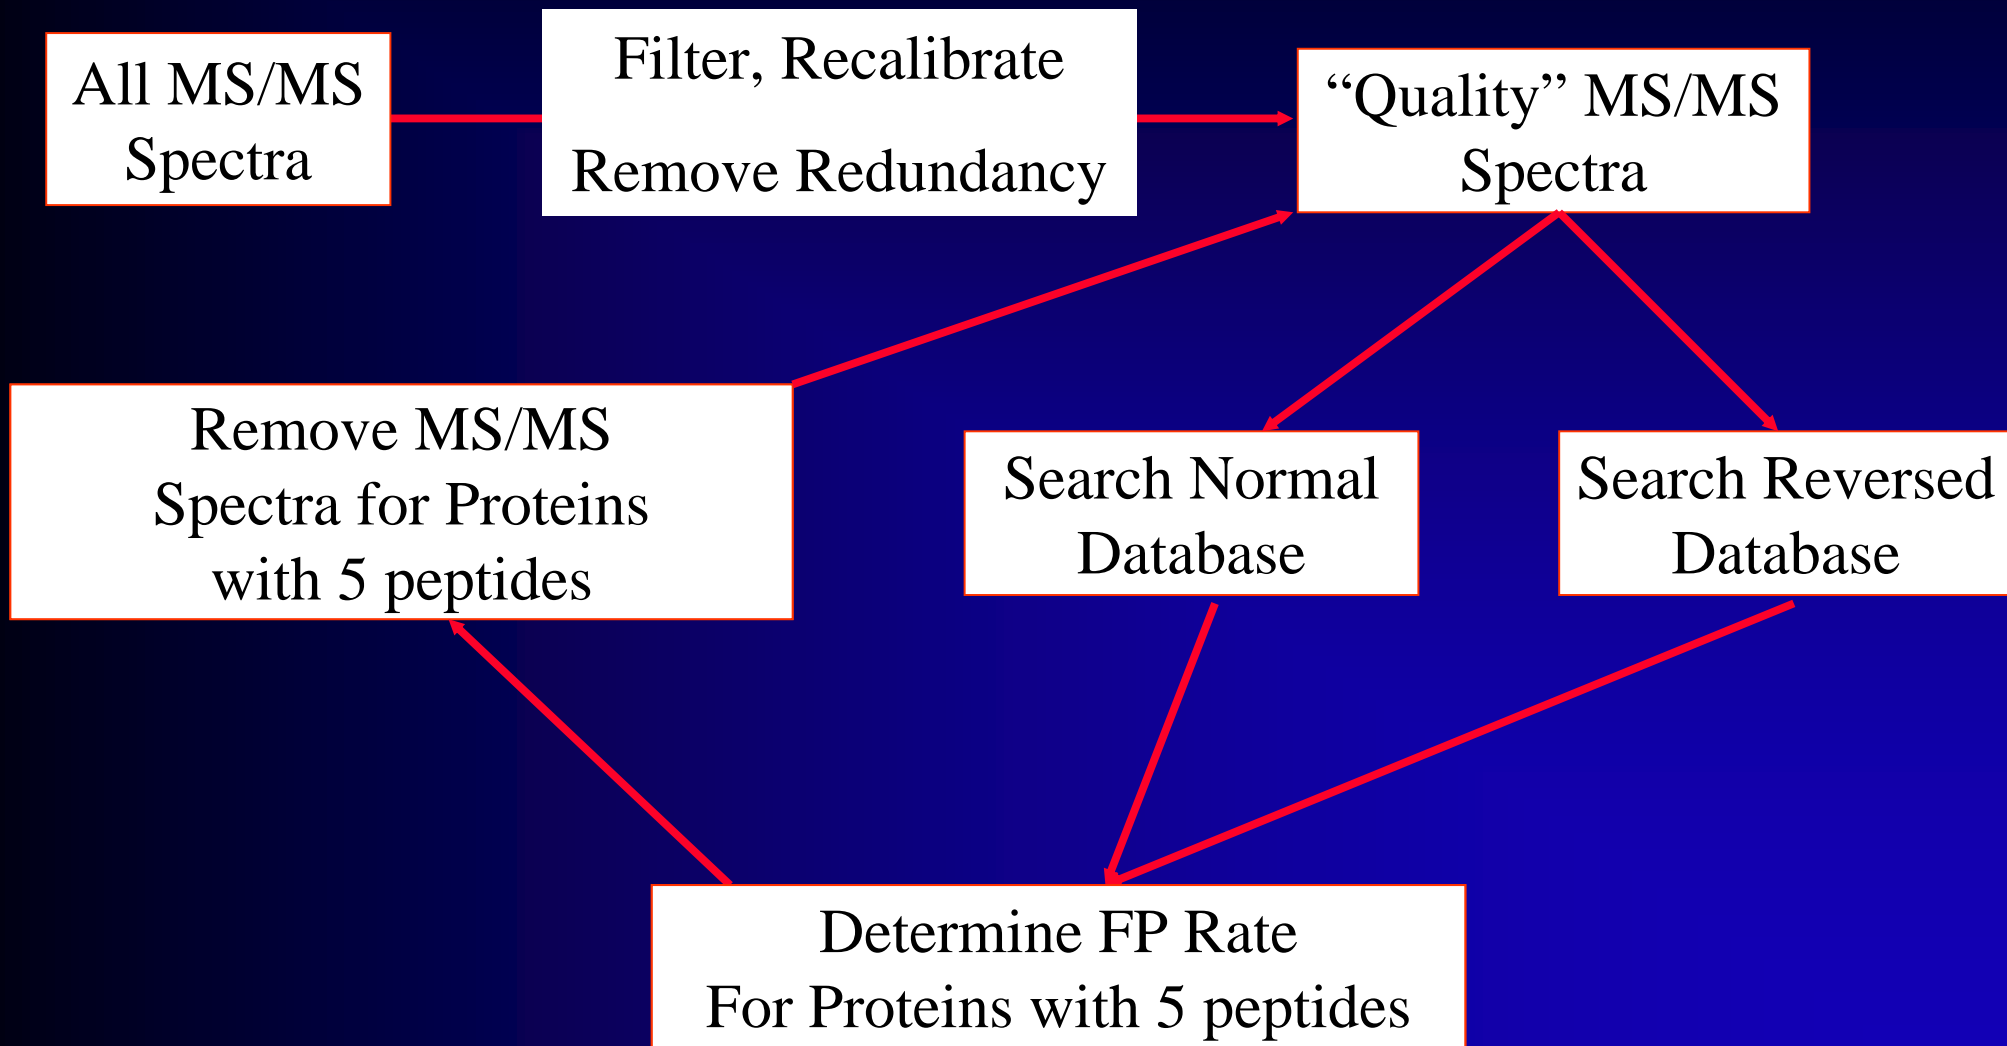 All MS/MS
Spectra
Filter, Recalibrate
Remove Redundancy
“Quality” MS/MS
Spectra
Remove MS/MS
Spectra for Proteins
with 5 peptides
Search Normal
Database
Search Reversed
Database
Determine FP Rate
For Proteins with 5 peptides